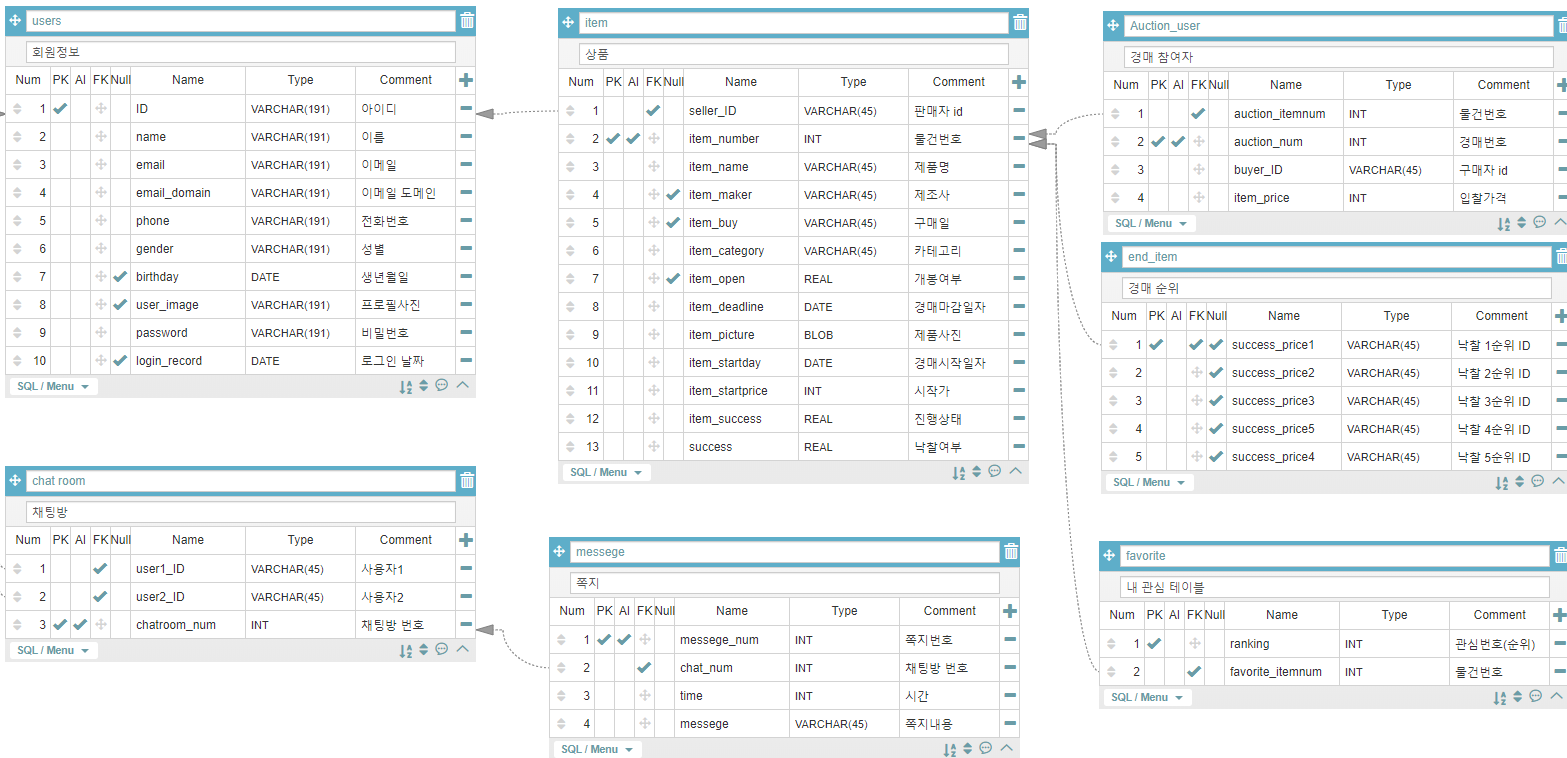 users
회원정보
Num PK AI FK Null Name Type Comment
1 ID VARCHAR(191) 아이디
2 name VARCHAR(191) 이름
3 email VARCHAR(191) 이메일
4 email_domain VARCHAR(191) 이메일 도메인
5 phone VARCHAR(191) 전화번호
6 gender VARCHAR(191) 성별
7 birthday DATE 생년월일
8 user_image VARCHAR(191) 프로필사진
9 password VARCHAR(191) 비밀번호
10 login_record DATE 로그인 날짜
SQL / Menu
item
상품
Num PK AI FK Null Name Type Comment
1 seller_ID VARCHAR(45) 판매자 id
2 item_number INT 물건번호
3 item_name VARCHAR(45) 제품명
4 item_maker VARCHAR(45) 제조사
5 item_buy VARCHAR(45) 구매일
6 item_category VARCHAR(45) 카테고리
7 item_open REAL 개봉여부
8 item_deadline DATE 경매마감일자
9 item_picture BLOB 제품사진
10 item_startday DATE 경매시작일자
11 item_startprice INT 시작가
12 item_success REAL 진행상태
13 success REAL 낙찰여부
SQL / Menu
Auction_user
경매 참여자
Num PK AI FK Null Name Type Comment
1 auction_itemnum INT 물건번호
2 auction_num INT 경매번호
3 buyer_ID VARCHAR(45) 구매자 id
4 item_price INT 입찰가격
SQL / Menu
end_item
경매 순위
Num PK AI FK Null Name Type Comment
1 success_price1 VARCHAR(45) 낙찰 1순위 ID
2 success_price2 VARCHAR(45) 낙찰 2순위 ID
3 success_price3 VARCHAR(45) 낙찰 3순위 ID
4 success_price5 VARCHAR(45) 낙찰 4순위 ID
5 success_price4 VARCHAR(45) 낙찰 5순위 ID
SQL / Menu
chat room
채팅방
Num PK AI FK Null Name Type Comment
1 user1_ID VARCHAR(45) 사용자1
2 user2_ID VARCHAR(45) 사용자2
3 chatroom_num INT 채팅방 번호
SQL / Menu
messege
쪽지
Num PK AI FK Null Name Type Comment
1 messege_num INT 쪽지번호
2 chat_num INT 채팅방 번호
3 time INT 시간
4 messege VARCHAR(45) 쪽지내용
SQL / Menu
favorite
내 관심 테이블
Num PK AI FK Null Name Type Comment
1 ranking INT 관심번호(순위)
2 favorite_itemnum INT 물건번호
SQL / Menu